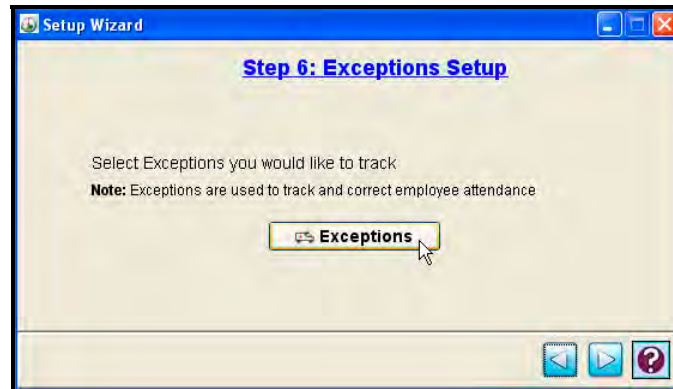 Setup Wizard
Step 6: Exceptions Setup
Select Exceptions you would like to track
Note: Exceptions are used to track and correct employee attendance
Exceptions
?